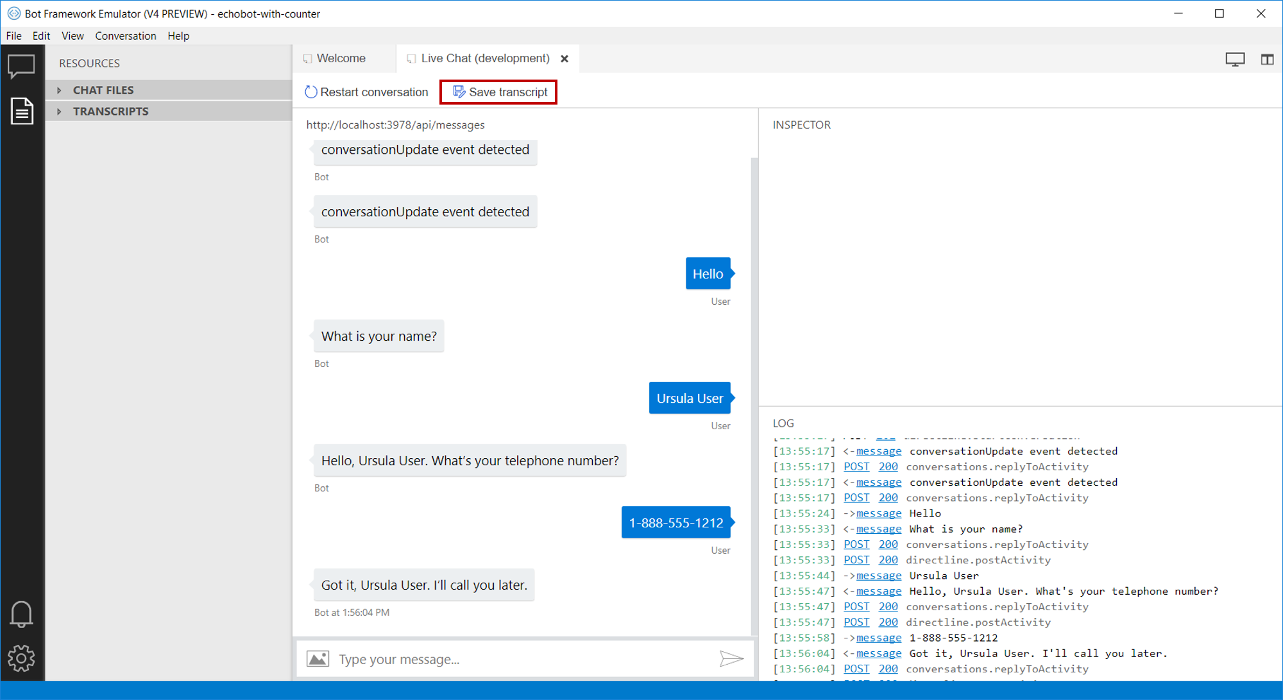 Bot Framework Emulator (V4 PREVIEW) - echobot-with-counter
File Edit View Conversation Help
RESOURCES
CHAT FILES
TRANSCRIPTS
Welcome
Live Chat (development)
Restart conversation
Save transcript
http://localhost:3978/api/messages
conversationUpdate event detected
Bot
conversationUpdate event detected
Bot
Hello
User
What is your name?
Bot
Ursula User
User
Hello, Ursula User. What's your telephone number?
Bot
1-888-555-1212
User
Got it, Ursula User. I'll call you later.
Bot at 1:56:04 PM
Type your message...
INSPECTOR
LOG
[13:55:17] <-message conversationUpdate event detected
[13:55:17] POST 200 conversations.replyToActivity
[13:55:17] <-message conversationUpdate event detected
[13:55:17] POST 200 conversations.replyToActivity
[13:55:24] ->message Hello
[13:55:33] <-message What is your name?
[13:55:33] POST 200 conversations.replyToActivity
[13:55:33] POST 200 directline.postActivity
[13:55:44] ->message Ursula User
[13:55:47] <-message Hello, Ursula User. What's your telephone number?
[13:55:47] POST 200 conversations.replyToActivity
[13:55:47] POST 200 directline.postActivity
[13:55:58] ->message 1-888-555-1212
[13:56:04] <-message Got it, Ursula User. I'll call you later.
[13:56:04] POST 200 conversations.replyToActivity